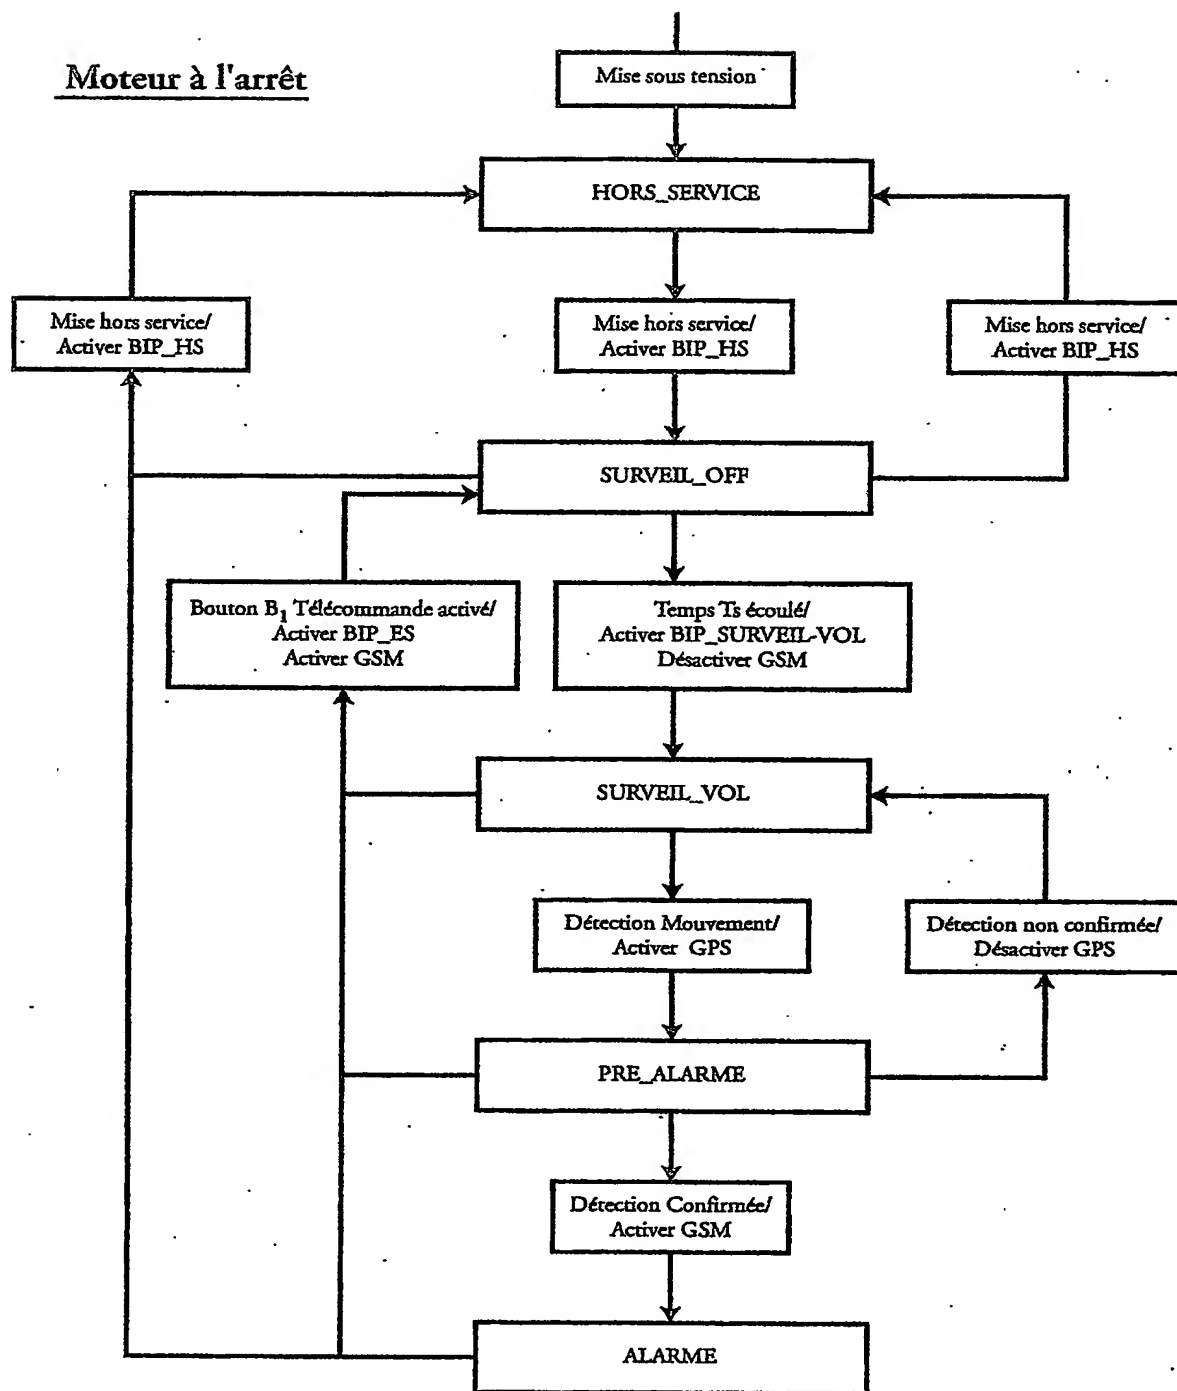 Moteur à l'arrêt
Mise sous tension
HORS_SERVICE
Mise hors service/
Activer BIP_HS
Mise hors service/
Activer BIP_HS
Mise hors service/
Activer BIP_HS
SURVEIL_OFF
Bouton B₁ Télécommande activé/
Activer BIP_ES
Activer GSM
Temps Ts écoulé/
Activer BIP_SURVEIL-VOL
Désactiver GSM
SURVEIL_VOL
Détection Mouvement/
Activer GPS
Détection non confirmée/
Désactiver GPS
PRE_ALARME
Détection Confirmée/
Activer GSM
ALARME